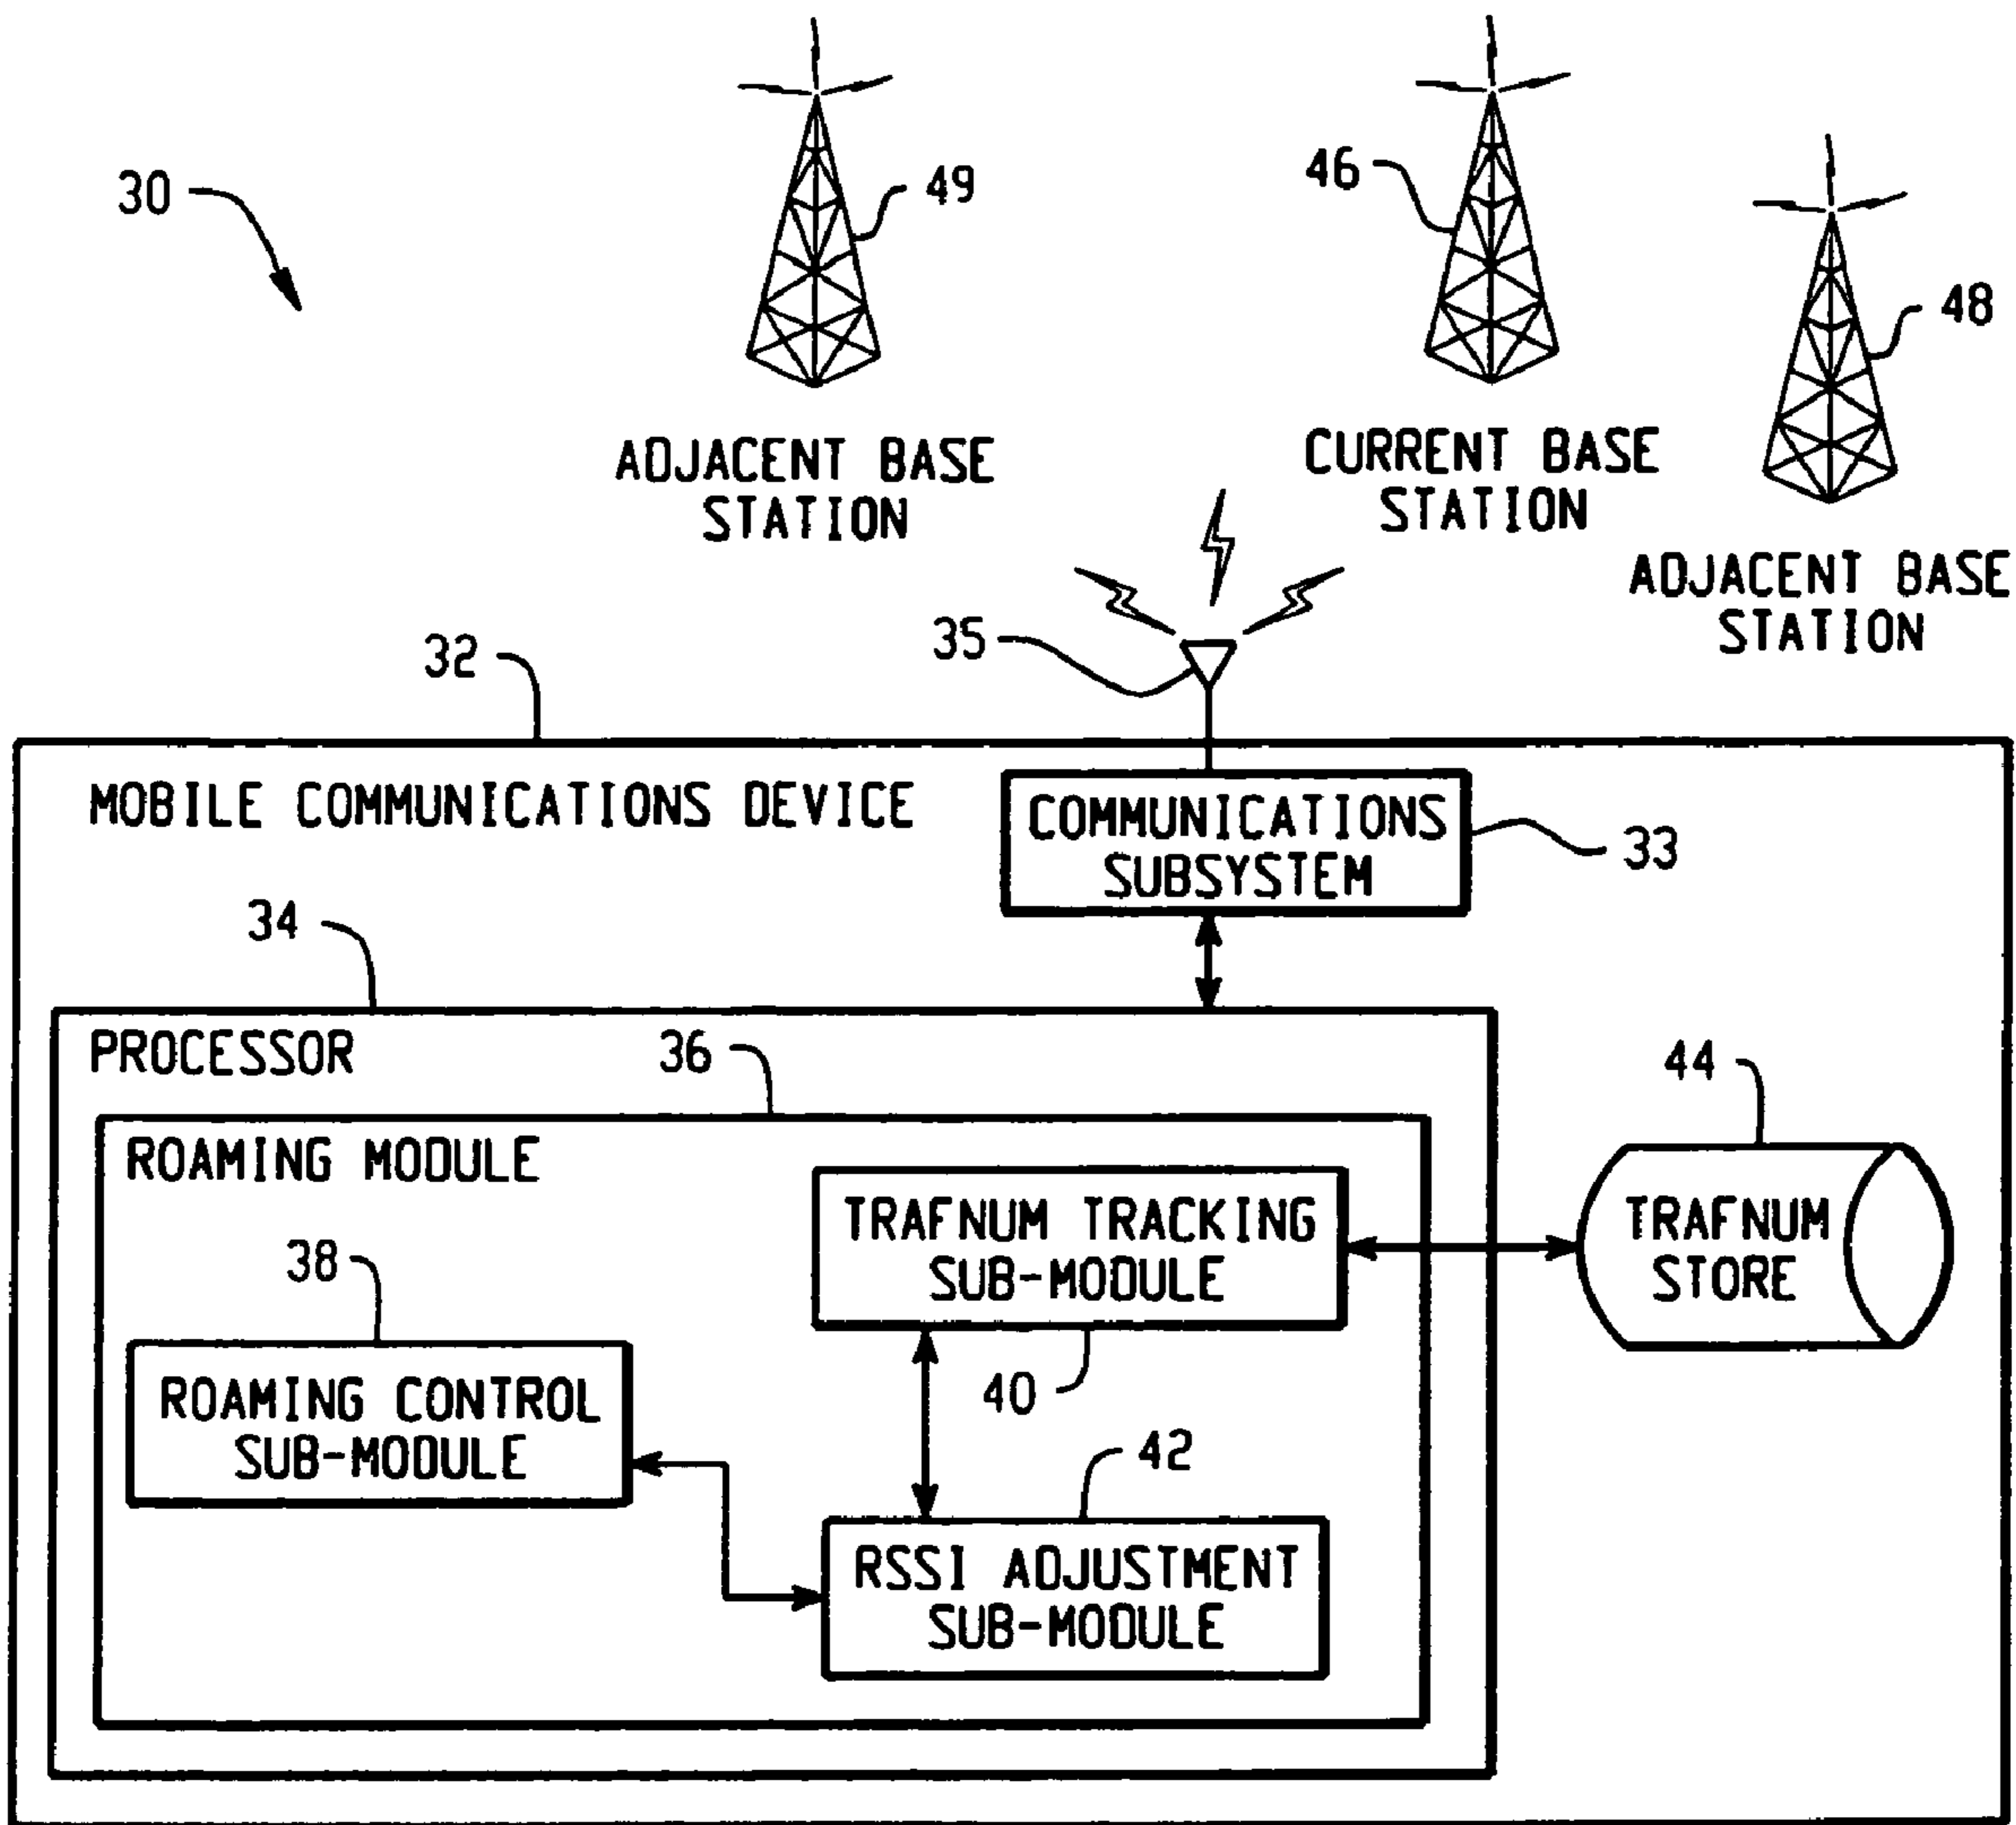 30
49
46
48
ADJACENT BASE
STATION
CURRENT BASE
STATION
ADJACENT BASE
STATION
35
32
MOBILE COMMUNICATIONS DEVICE
COMMUNICATIONS
SUBSYSTEM
33
34
PROCESSOR
36
44
ROAMING MODULE
TRAFNUM TRACKING
SUB-MODULE
TRAFNUM
STORE
38
40
ROAMING CONTROL
SUB-MODULE
42
RSSI ADJUSTMENT
SUB-MODULE